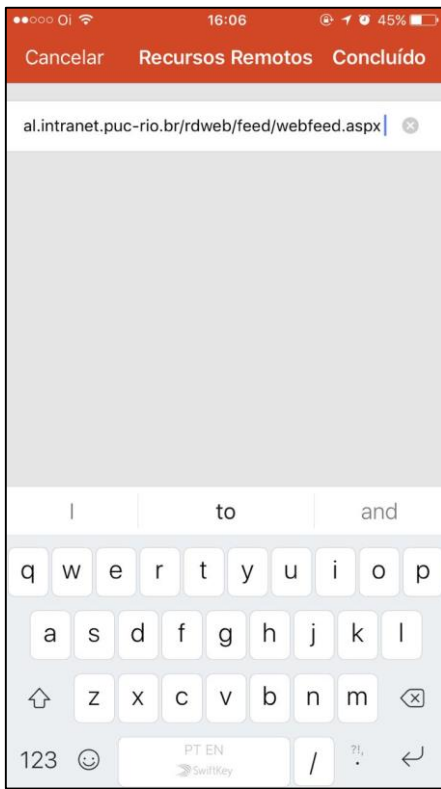 Oi 16:06 45%
Cancelar Recursos Remotos Concluído
al.intranet.puc-rio.br/rdweb/feed/webfeed.aspx
I to and
q w e r t y u i o p
a s d f g h j k l
z x c v b n m
123 PT EN / ?!, .
SwiftKey